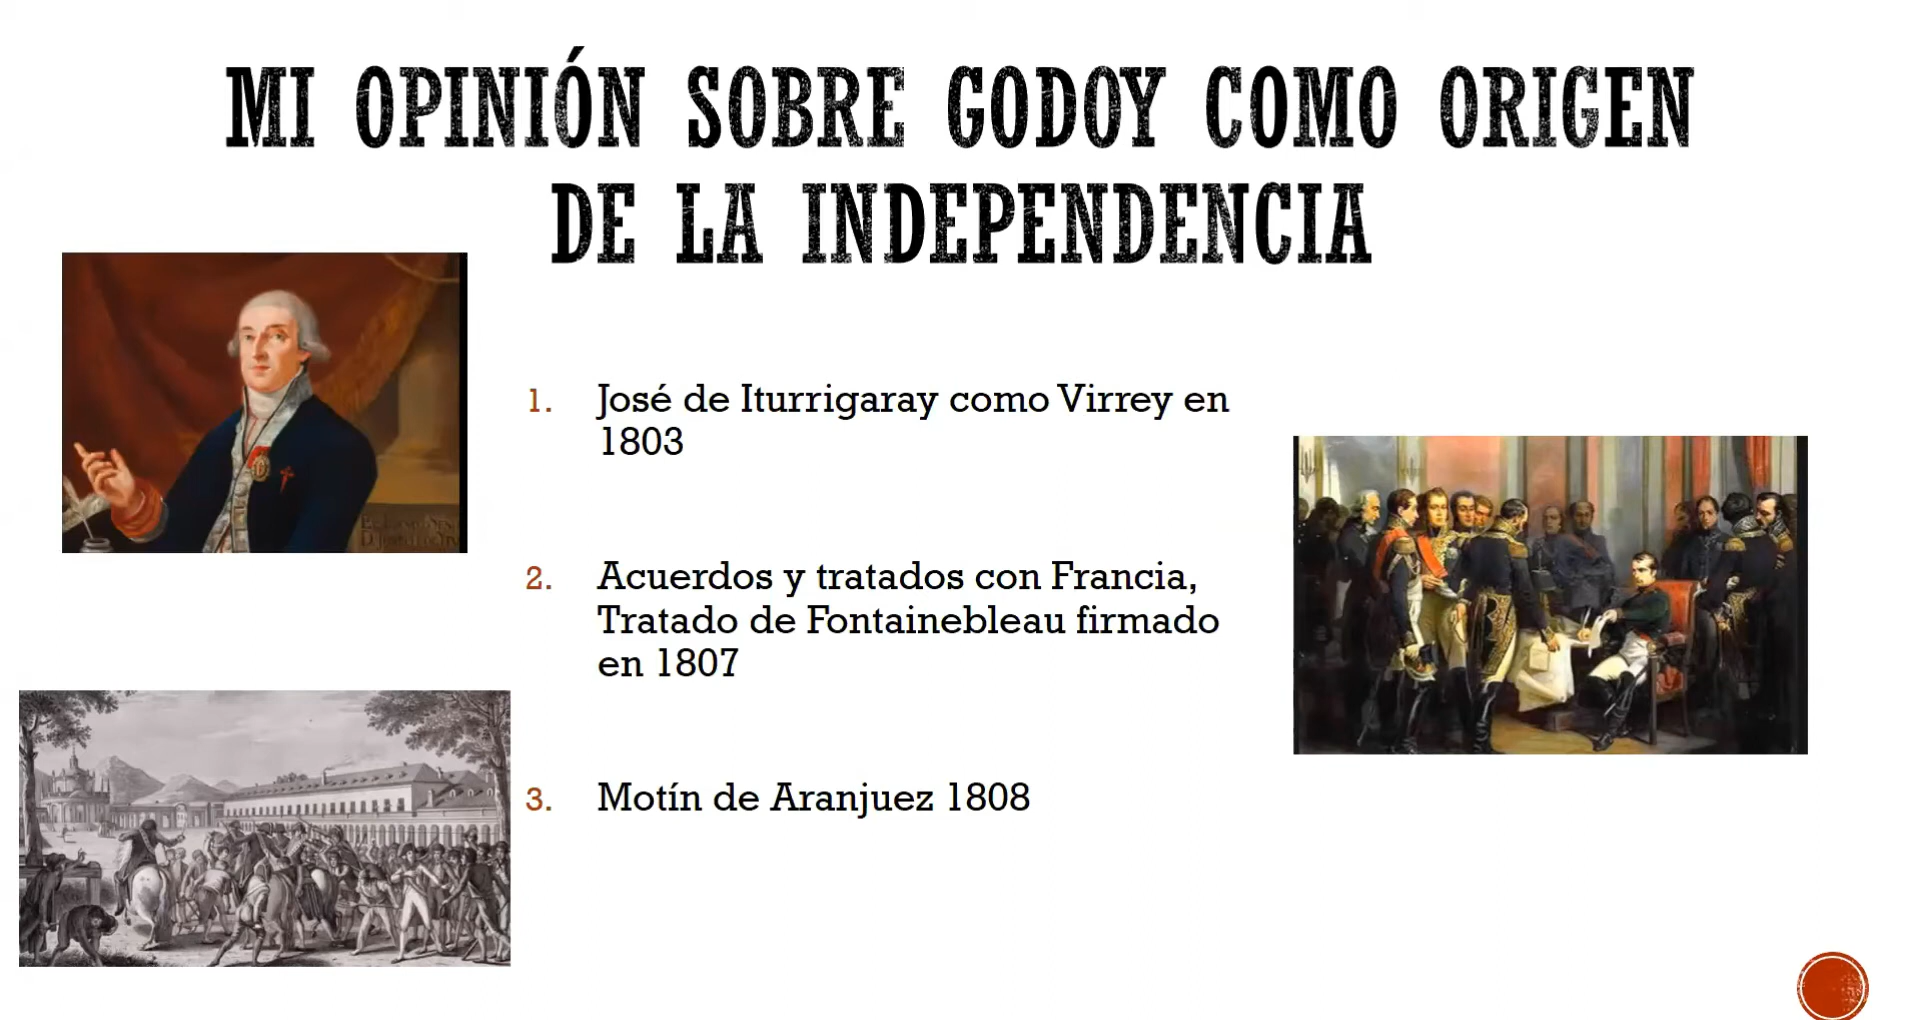 MI OPINIÓN SOBRE GODOY COMO ORIGEN
DE LA INDEPENDENCIA
1. José de Iturrigaray como Virrey en
1803
2. Acuerdos y tratados con Francia,
Tratado de Fontainebleau firmado
en 1807
3. Motín de Aranjuez 1808